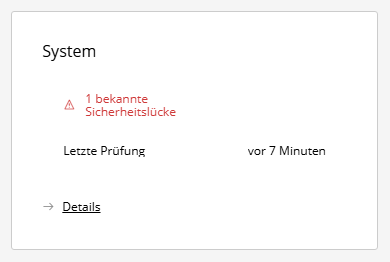 System
1 bekannte
Sicherheitslücke
Letzte Prüfung vor 7 Minuten
Details